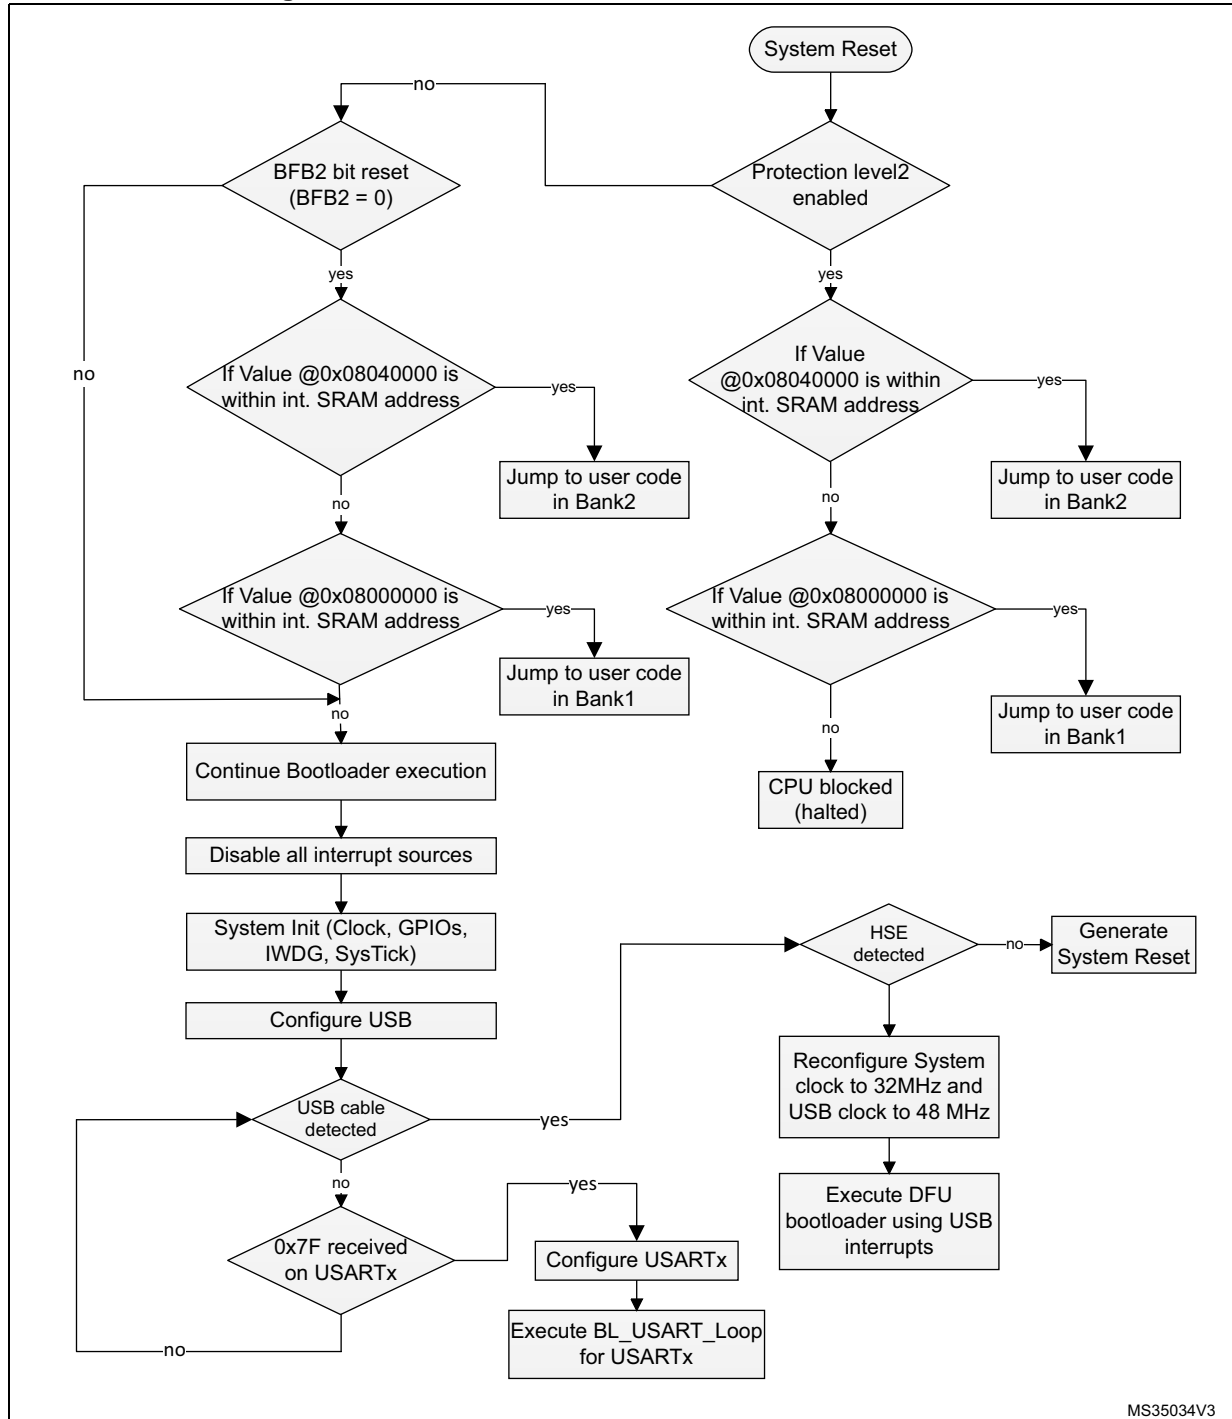 System Reset
no
BFB2 bit reset
(BFB2 = 0)
Protection level2
enabled
yes
yes
no
If Value @0x08040000 is
within int. SRAM address
yes
If Value
@0x08040000 is within
int. SRAM address
yes
Jump to user code
in Bank2
Jump to user code
in Bank2
no
no
If Value @0x08000000 is
within int. SRAM address
yes
If Value @0x08000000 is
within int. SRAM address
yes
Jump to user code
in Bank1
Jump to user code
in Bank1
no
no
Continue Bootloader execution
CPU blocked
(halted)
Disable all interrupt sources
System Init (Clock, GPIOs,
IWDG, SysTick)
HSE
detected
no
Generate
System Reset
Configure USB
Reconfigure System
clock to 32MHz and
USB clock to 48 MHz
USB cable
detected
yes
no
yes
Execute DFU
bootloader using USB
interrupts
0x7F received
on USARTx
Configure USARTx
no
Execute BL_USART_Loop
for USARTx
MS35034V3